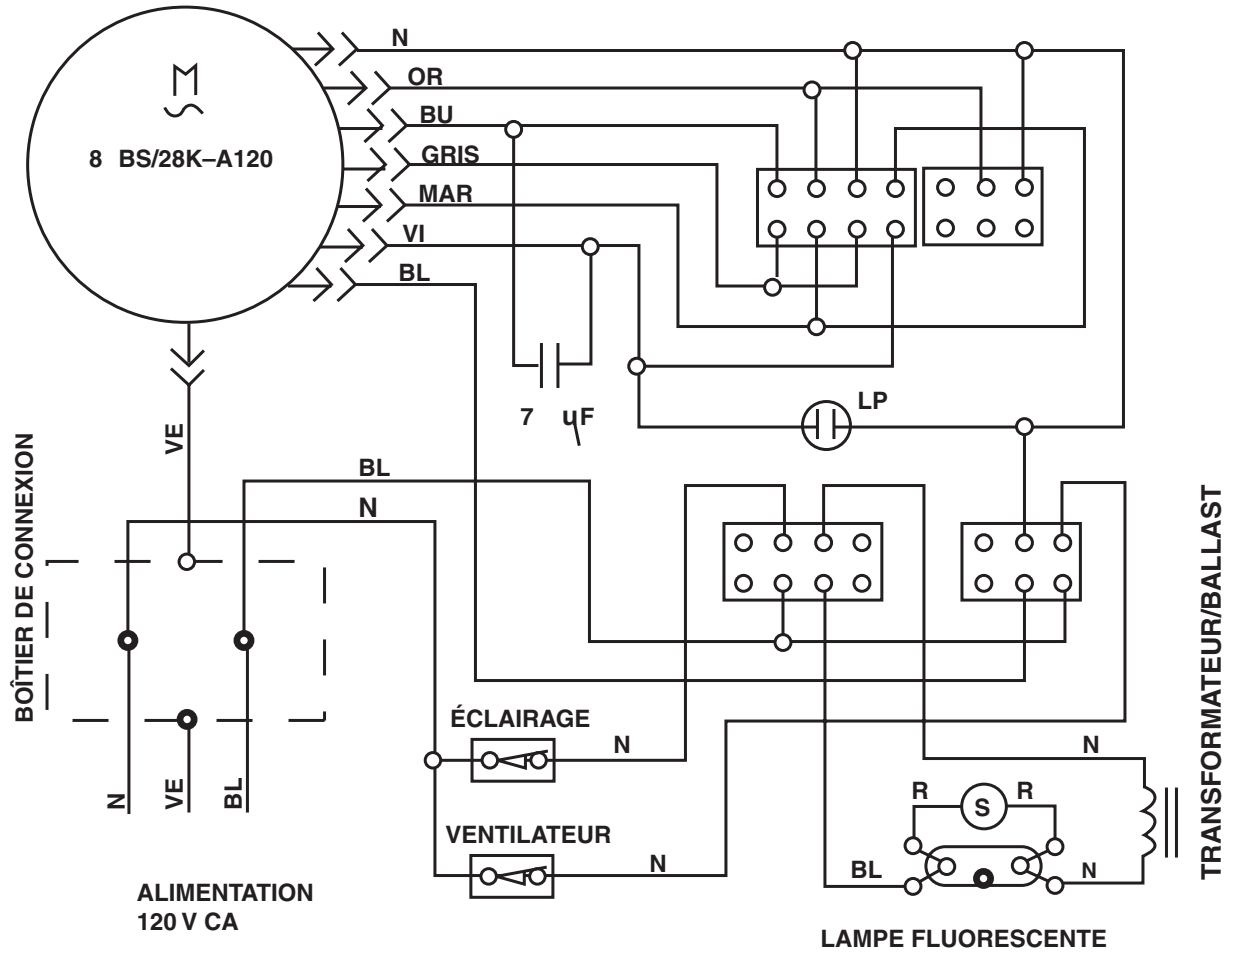 N
OR
BU
GRIS
MAR
VI
BL
M
8 BS/28K–A120
7 uF
LP
VE
BL
N
BOÎTIER DE CONNEXION
N
VE
BL
ALIMENTATION
120 V CA
ÉCLAIRAGE
N
VENTILATEUR
N
N
R
S
R
BL
N
LAMPE FLUORESCENTE
TRANSFORMATEUR/BALLAST